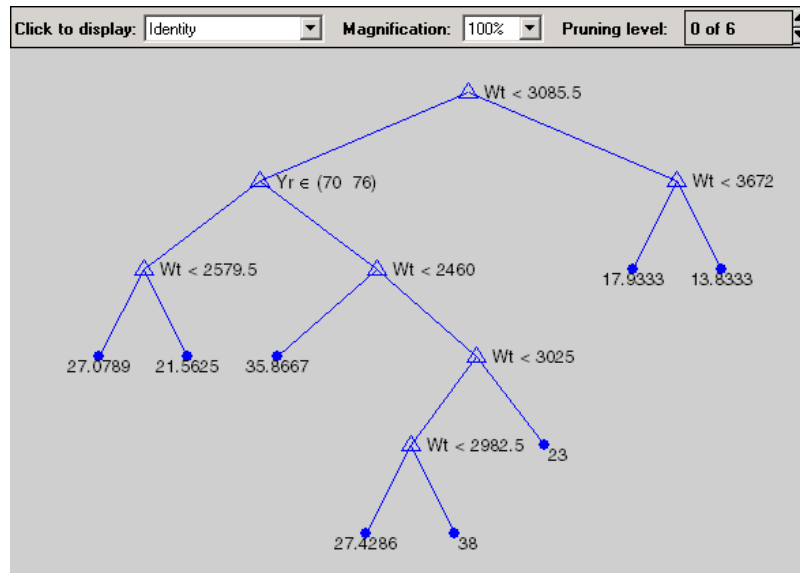 Click to display: Identity Magnification: 100% Pruning level: 0 of 6
Wt < 3085.5
Yr ∈ (70 76) Wt < 3672
Wt < 2579.5 Wt < 2460 17.9333 13.8333
27.0789 21.5625 35.8667 Wt < 3025
Wt < 2982.5 23
27.4286 38